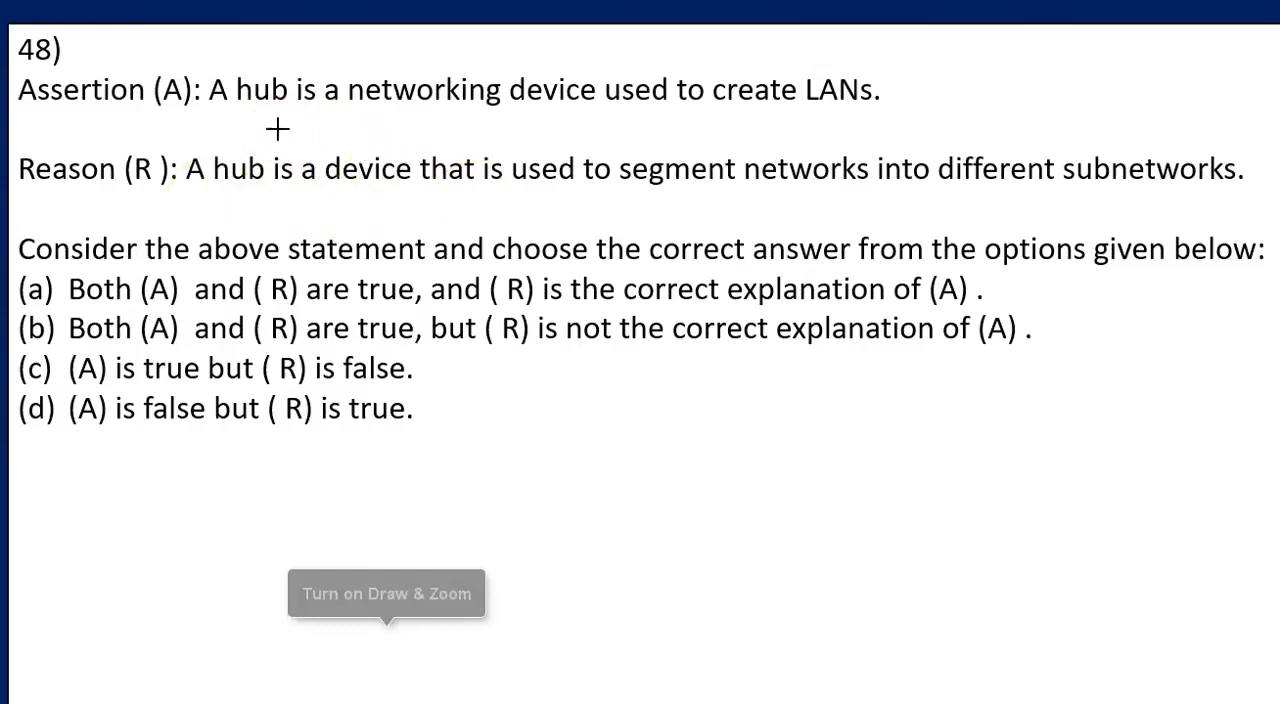 48)
Assertion (A): A hub is a networking device used to create LANs.
Reason (R ): A hub is a device that is used to segment networks into different subnetworks.
Consider the above statement and choose the correct answer from the options given below:
(a) Both (A) and ( R) are true, and ( R) is the correct explanation of (A) .
(b) Both (A) and ( R) are true, but ( R) is not the correct explanation of (A) .
(c) (A) is true but ( R) is false.
(d) (A) is false but ( R) is true.
Turn on Draw & Zoom